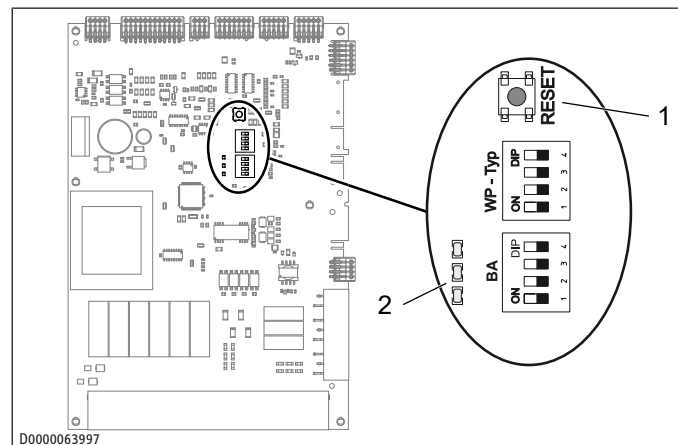 RESET
1
WP - Typ
ON DIP
1 2 3 4
BA
ON DIP
1 2 3 4
2
D0000063997